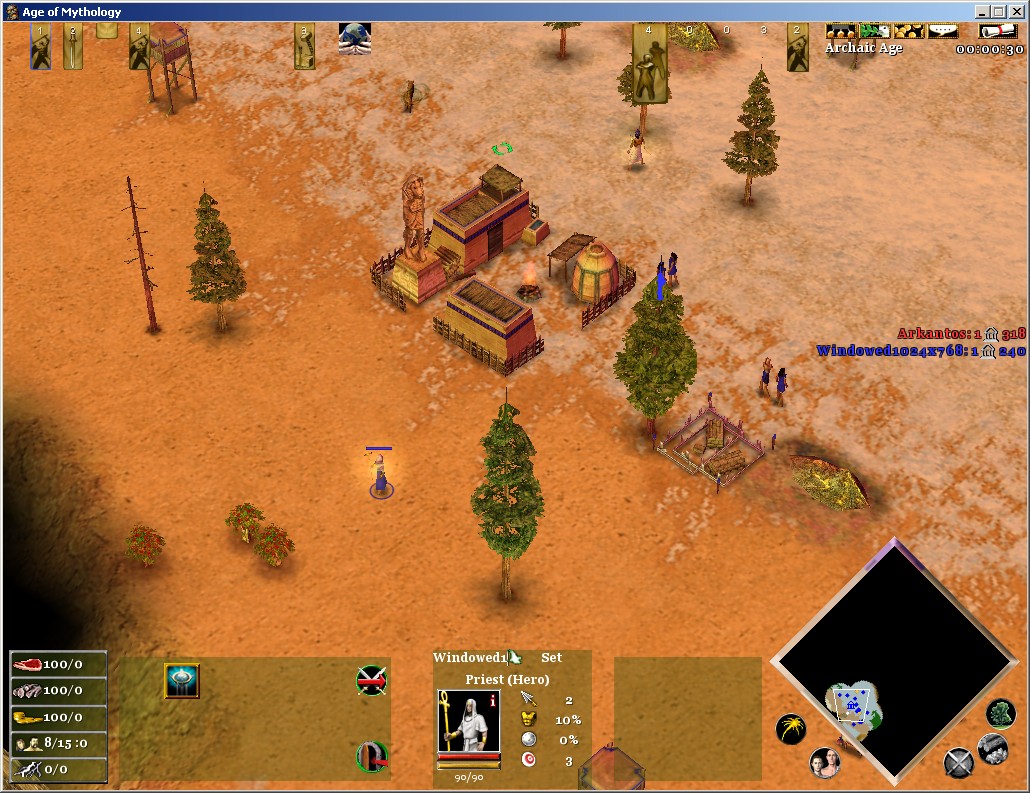 Age of Mythology
1 2 4 3 4 0 0 3 2
Archaic Age 00:00:30
Arkantos: 1 318
Windowed1024x768: 1 240
100/0
100/0
100/0
8/15 :0
0/0
Windowed1 Set
Priest (Hero)
i
2
10%
0%
3
90/90